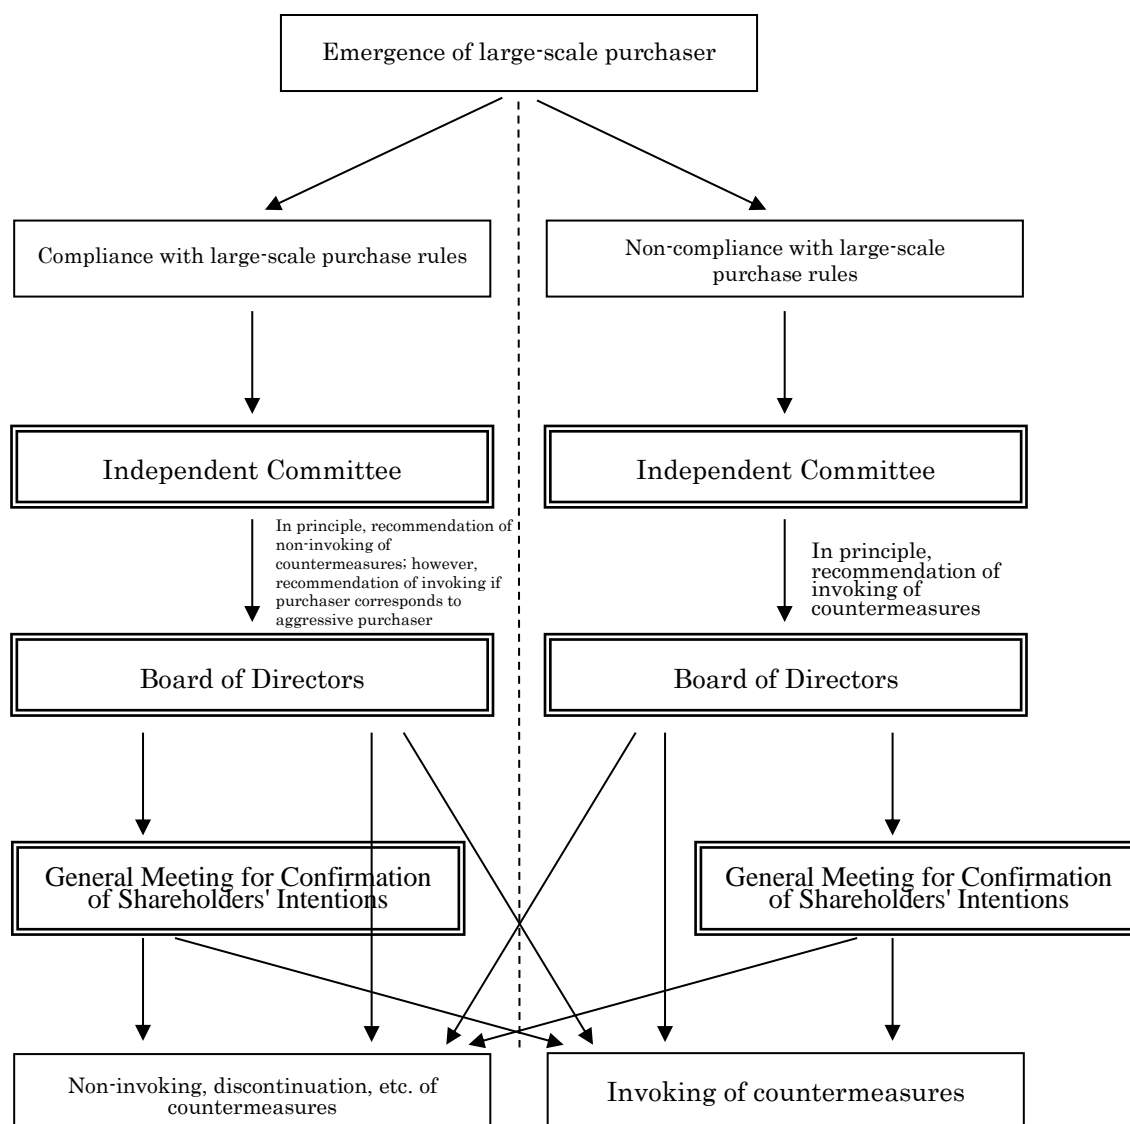 Emergence of large-scale purchaser
Compliance with large-scale purchase rules
Non-compliance with large-scale
purchase rules
Independent Committee
Independent Committee
In principle, recommendation of
non-invoking of
countermeasures; however,
recommendation of invoking if
purchaser corresponds to
aggressive purchaser
In principle,
recommendation of
invoking of
countermeasures
Board of Directors
Board of Directors
General Meeting for Confirmation
of Shareholders' Intentions
General Meeting for Confirmation
of Shareholders' Intentions
Non-invoking, discontinuation, etc. of
countermeasures
Invoking of countermeasures